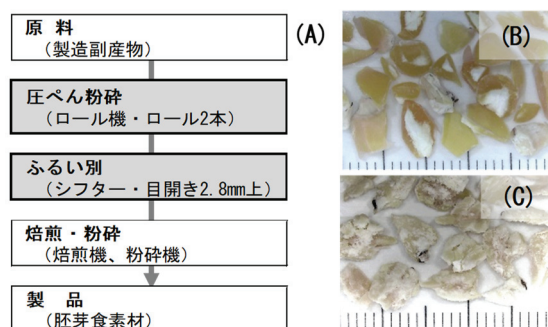 原 料
（製造副産物）
(A)
圧ぺん粉砕
（ロール機・ロール2本）
ふるい別
（シフター・目開き2.8mm上）
焙煎・粉砕
（焙煎機、粉砕機）
製 品
（胚芽食素材）
(B)
(C)